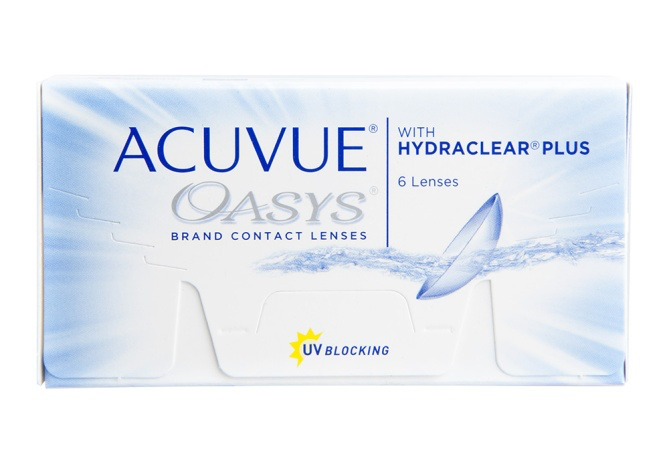 ACUVUE®
OASYS®
BRAND CONTACT LENSES
WITH
HYDRACLEAR® PLUS
6 Lenses
UV BLOCKING